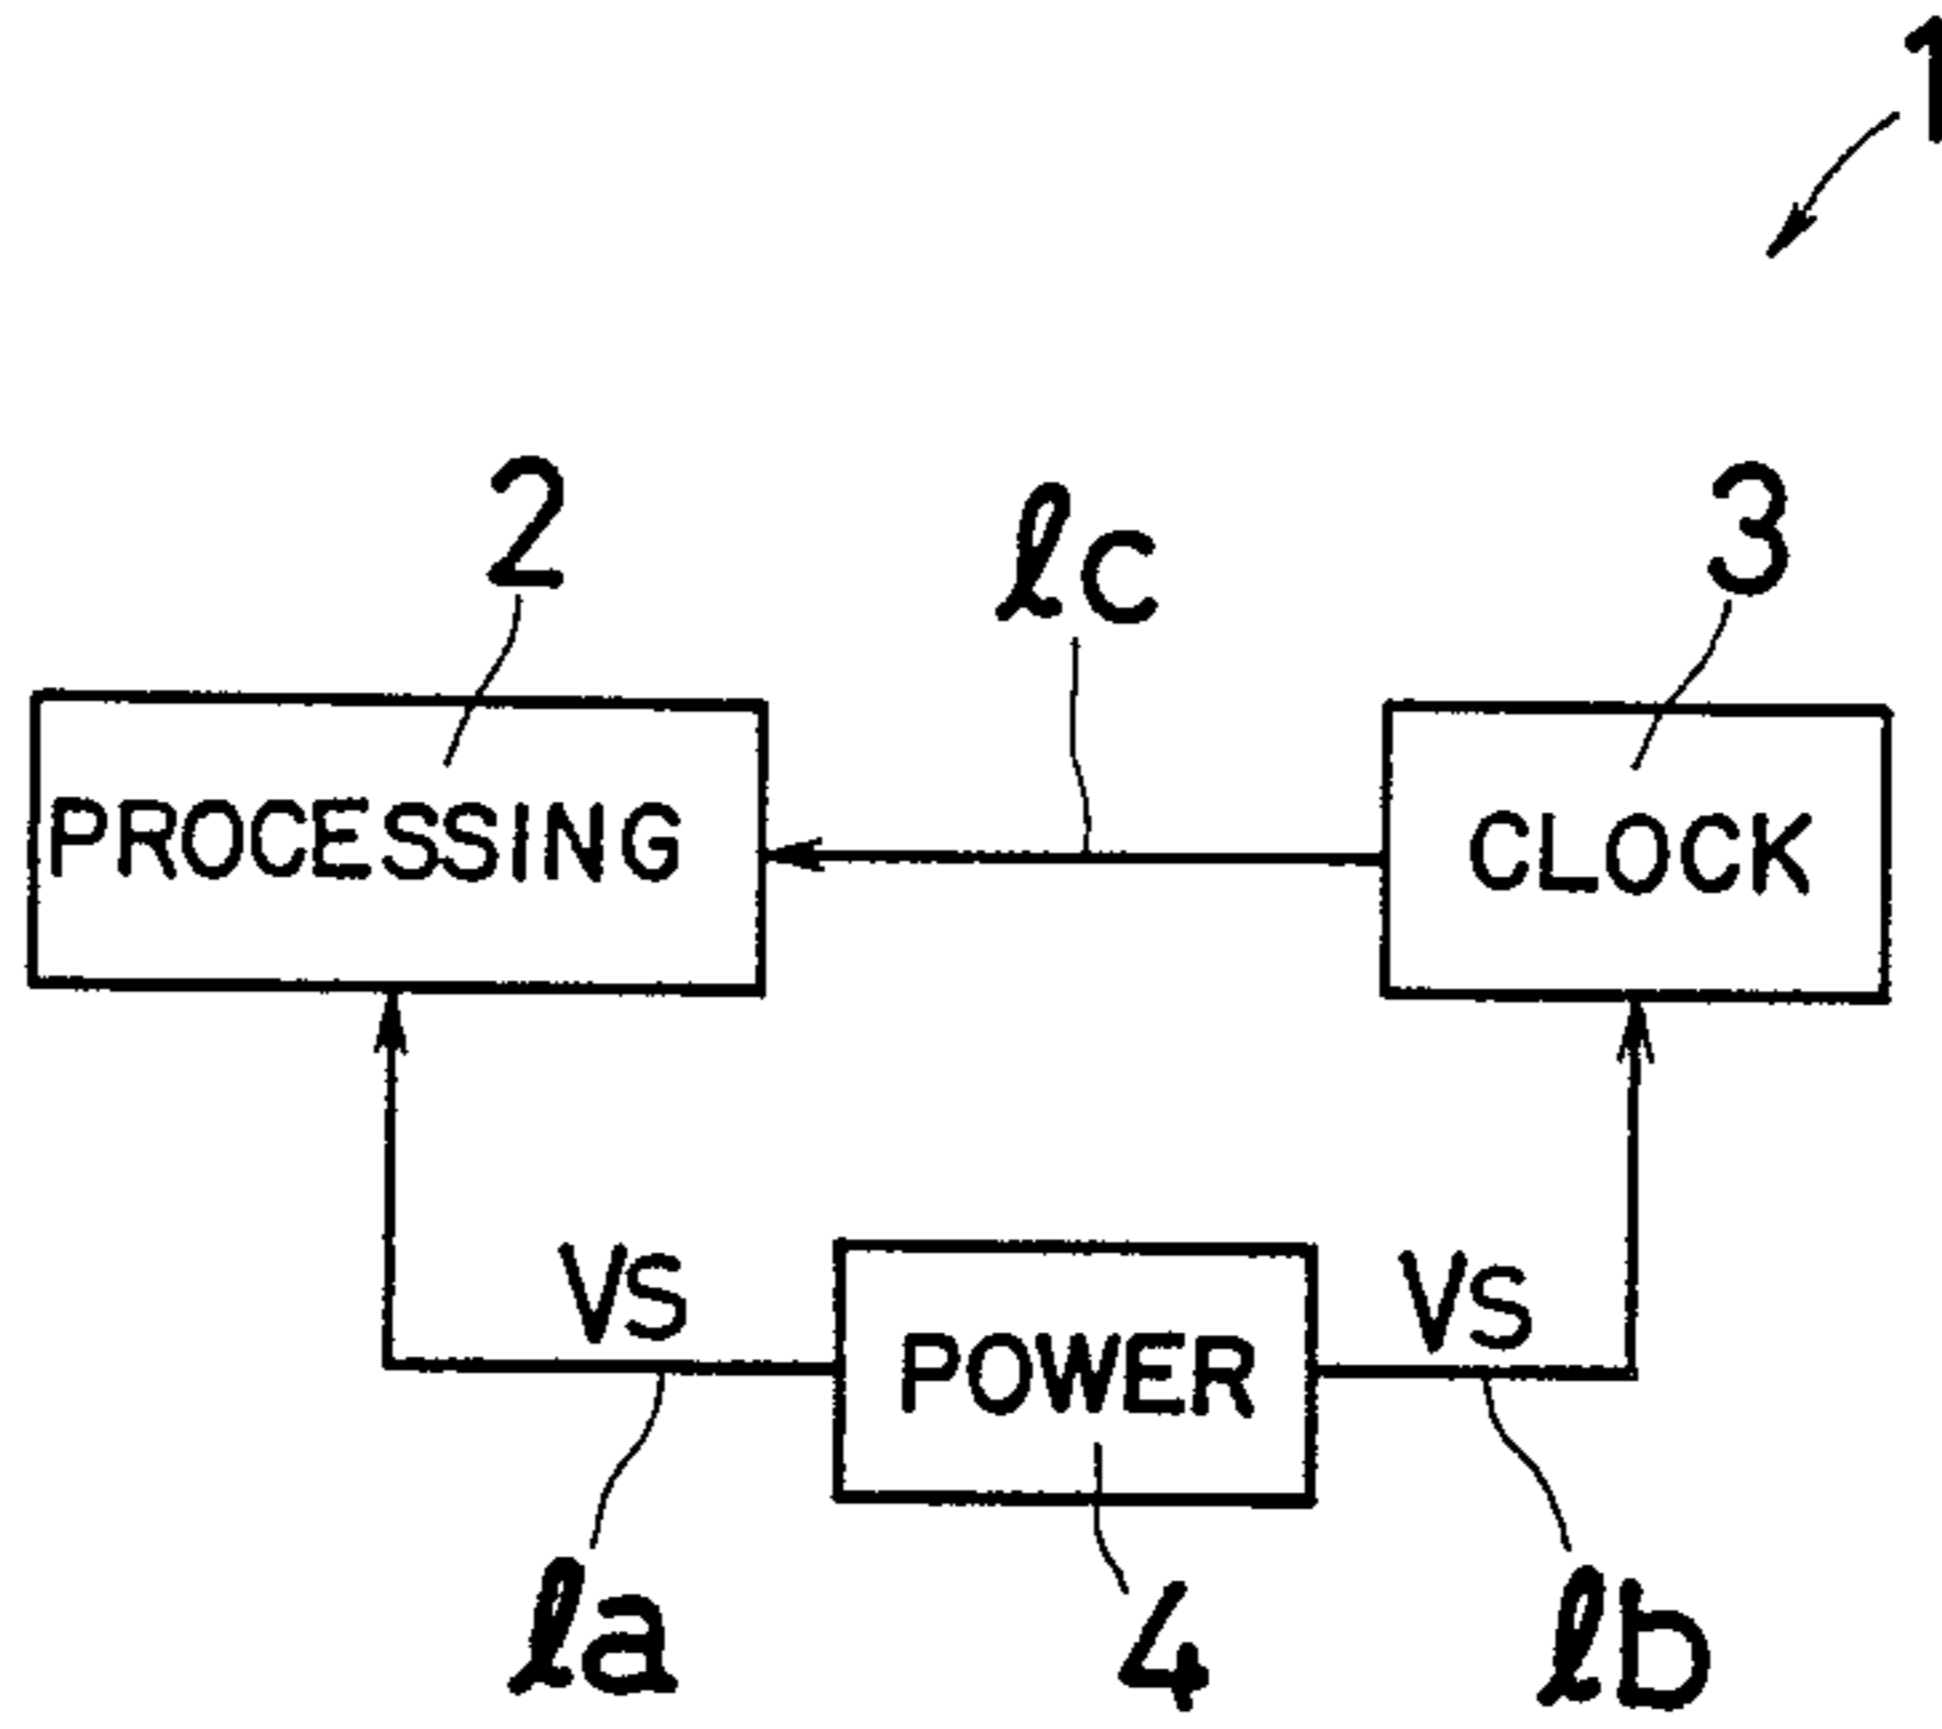 1
2
ℓc
3
PROCESSING
CLOCK
VS
VS
POWER
ℓa
4
ℓb